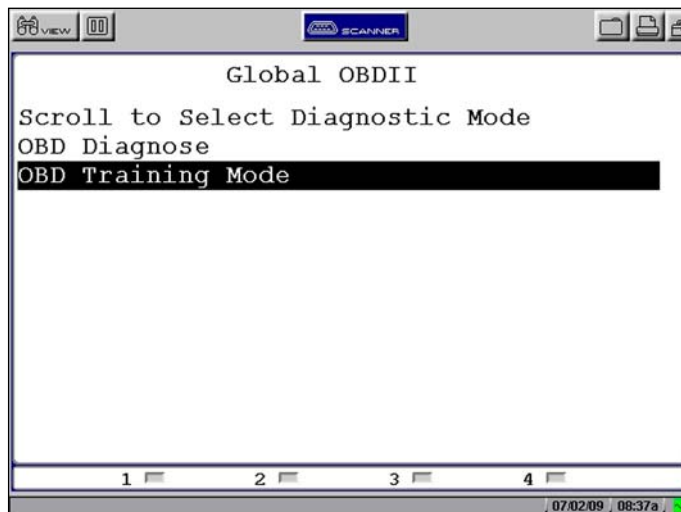 VIEW SCANNER
Global OBDII
Scroll to Select Diagnostic Mode
OBD Diagnose
OBD Training Mode
1 2 3 4
07/02/09 08:37a